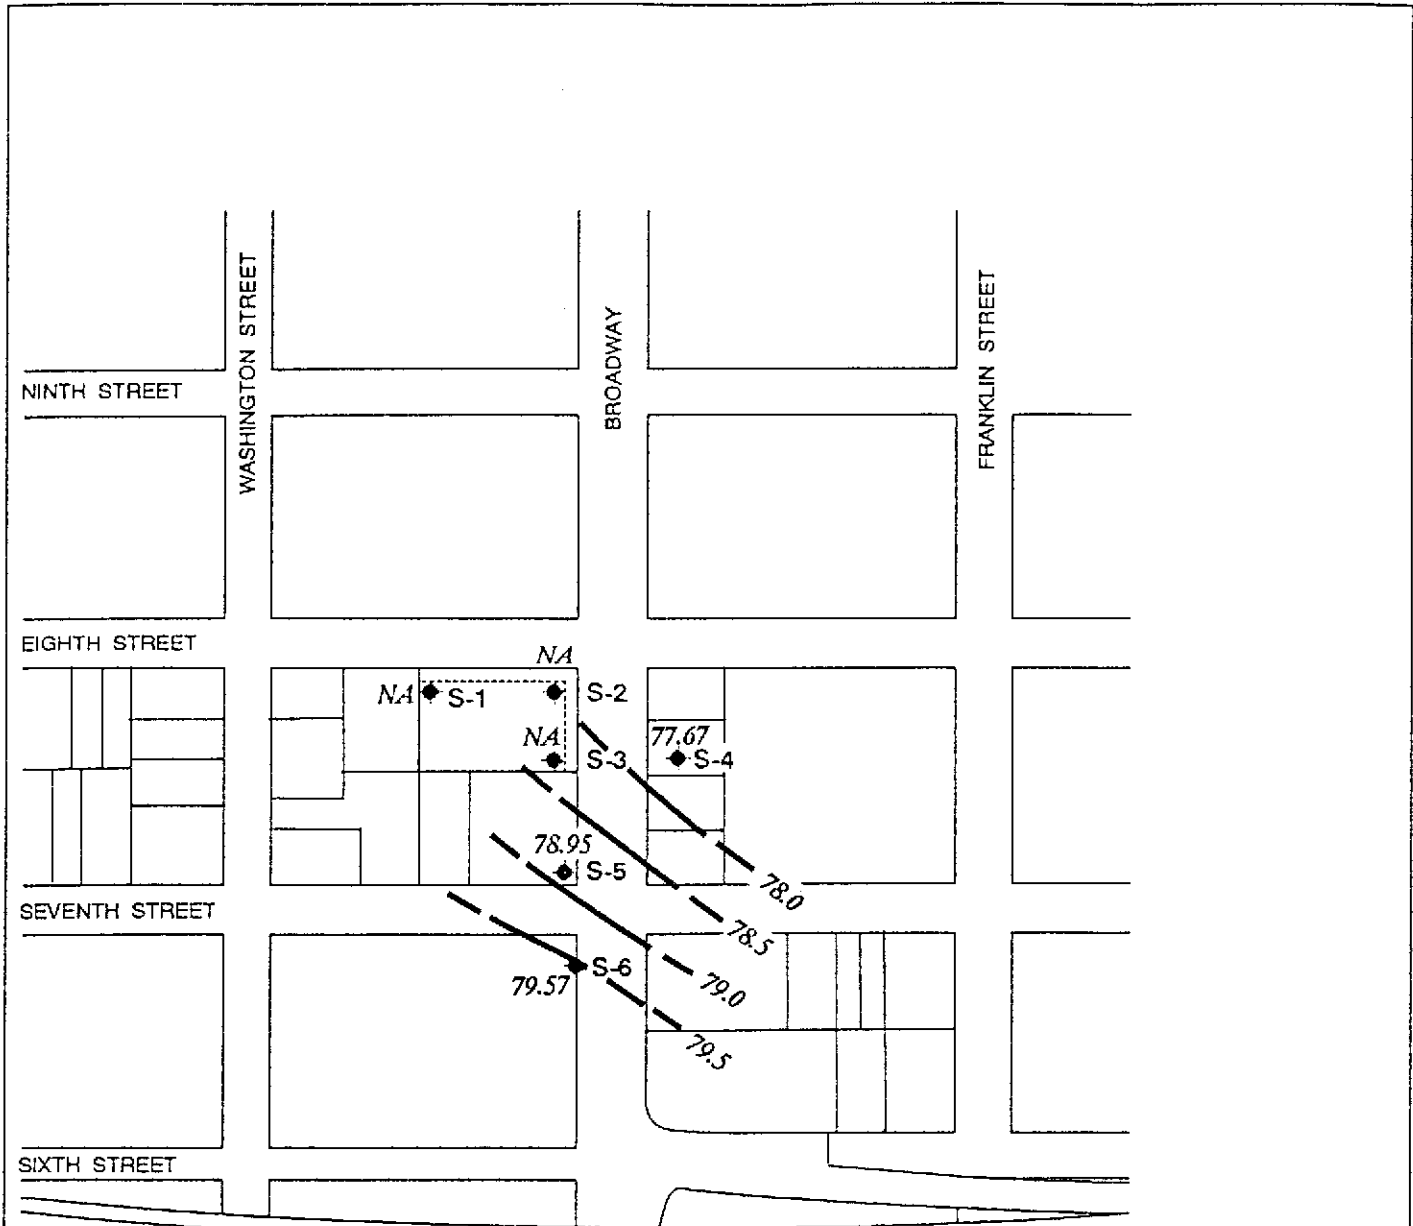 WASHINGTON STREET
BROADWAY
FRANKLIN STREET
NINTH STREET
EIGHTH STREET
NA
NA S-1
S-2
NA
S-3
77.67
S-4
78.95
S-5
78.0
SEVENTH STREET
78.5
S-6
79.57
79.0
79.5
SIXTH STREET